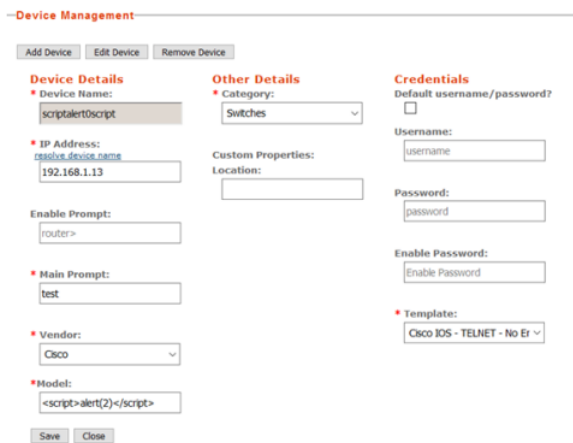 Device Management
Add Device Edit Device Remove Device
Device Details
* Device Name:
scriptalert0script
* IP Address:
resolve device name
192.168.1.13
Enable Prompt:
router>
* Main Prompt:
test
* Vendor:
Cisco
*Model:
<script>alert(2)</script>
Save Close
Other Details
* Category:
Switches
Custom Properties:
Location:
Credentials
Default username/password?
Username:
username
Password:
password
Enable Password:
Enable Password
* Template:
Cisco IOS - TELNET - No Er